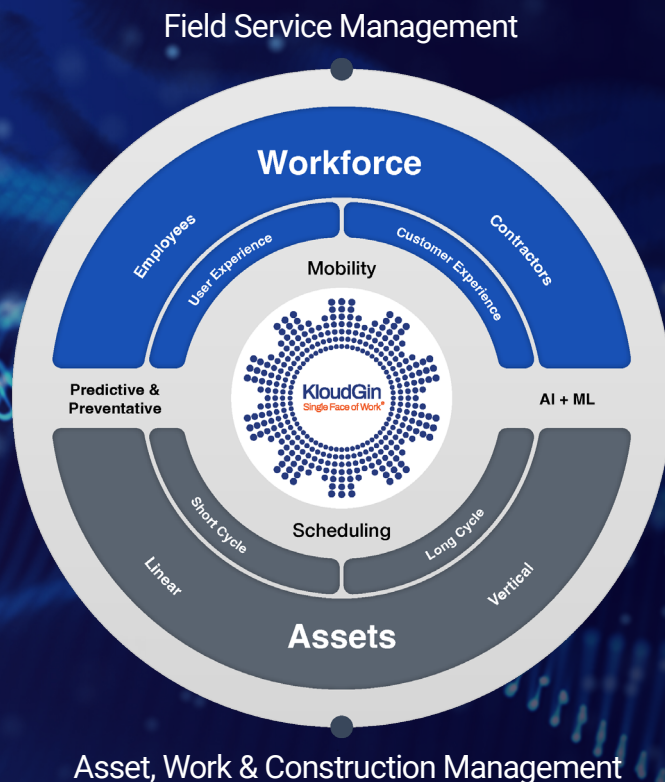 Field Service Management
Workforce
Employees
Contractors
User Experience
Customer Experience
Mobility
Predictive &
Preventative
KloudGin
Single Face of Work®
AI + ML
Scheduling
Short Cycle
Long Cycle
Linear
Vertical
Assets
Asset, Work & Construction Management